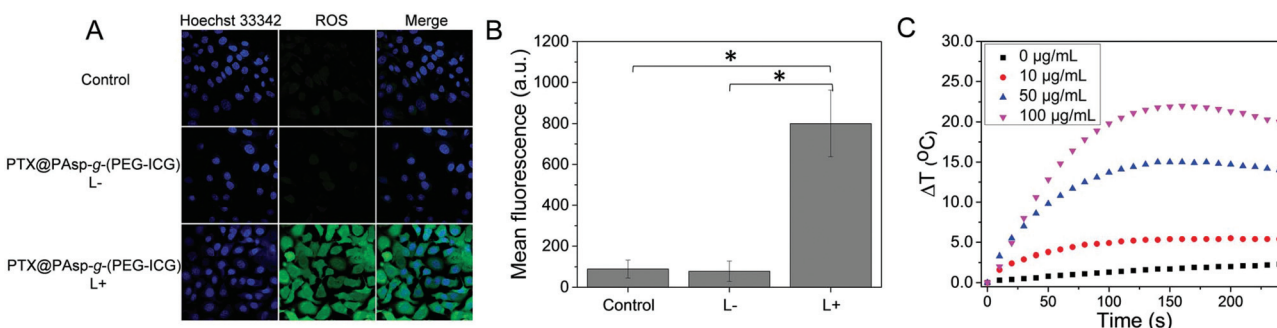 A
Hoechst 33342 ROS Merge
Control
PTX@PAsp-g-(PEG-ICG)
L-
PTX@PAsp-g-(PEG-ICG)
L+
B
Mean fluorescence (a.u.)
1200
1000
800
600
400
200
0
* 
*
Control L- L+
C
ΔT (°C)
30.0
25.0
20.0
15.0
10.0
5.0
0.0
0 µg/mL
10 µg/mL
50 µg/mL
100 µg/mL
0 50 100 150 200
Time (s)